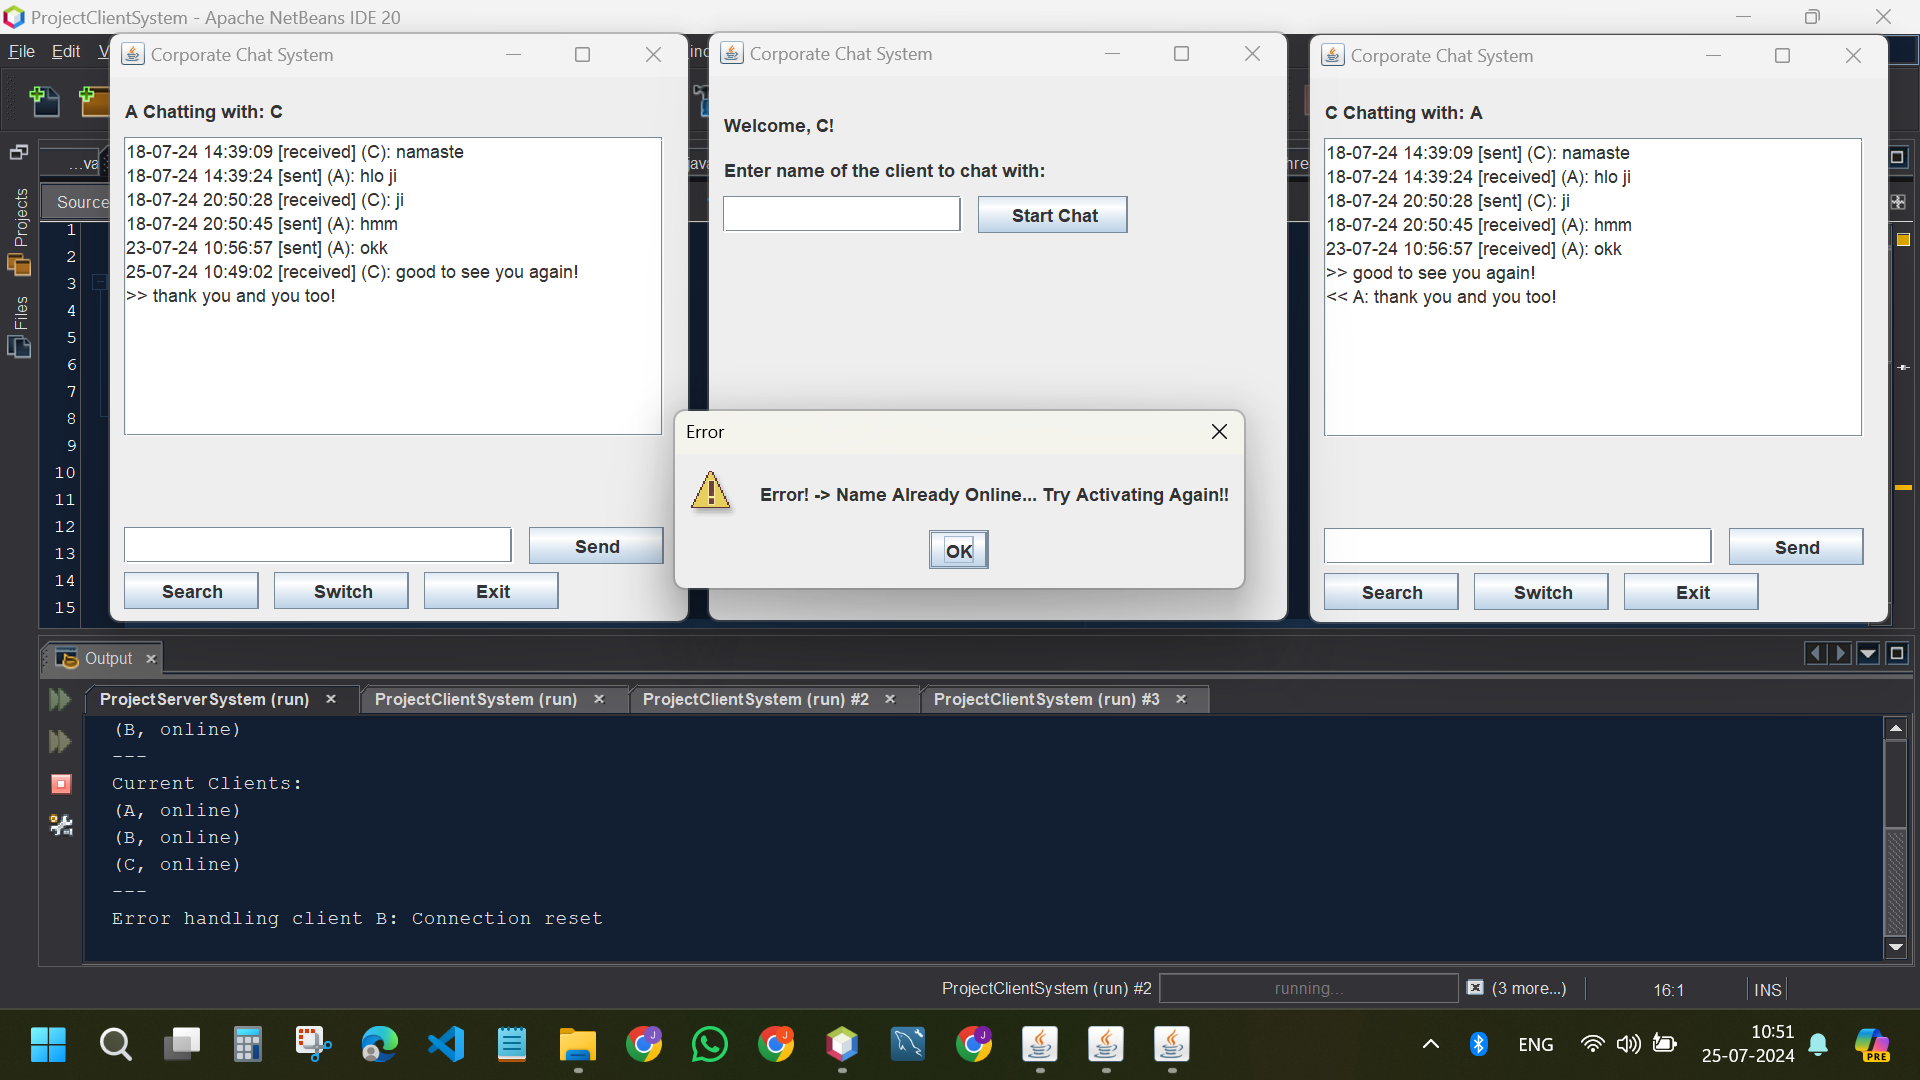 ProjectClientSystem - Apache NetBeans IDE 20
File Edit V
Corporate Chat System
A Chatting with: C
18-07-24 14:39:09 [received] (C): namaste
18-07-24 14:39:24 [sent] (A): hlo ji
18-07-24 20:50:28 [received] (C): ji
18-07-24 20:50:45 [sent] (A): hmm
23-07-24 10:56:57 [sent] (A): okk
25-07-24 10:49:02 [received] (C): good to see you again!
>> thank you and you too!
Send
Search Switch Exit
Corporate Chat System
Welcome, C!
Enter name of the client to chat with:
Start Chat
Error
Error! -> Name Already Online... Try Activating Again!!
OK
Corporate Chat System
C Chatting with: A
18-07-24 14:39:09 [sent] (C): namaste
18-07-24 14:39:24 [received] (A): hlo ji
18-07-24 20:50:28 [sent] (C): ji
18-07-24 20:50:45 [received] (A): hmm
23-07-24 10:56:57 [received] (A): okk
>> good to see you again!
<< A: thank you and you too!
Send
Search Switch Exit
...va
Source
Projects
Files
1
2
3
4
5
6
7
8
9
10
11
12
13
14
15
Output
ProjectServerSystem (run) ProjectClientSystem (run) ProjectClientSystem (run) #2 ProjectClientSystem (run) #3
(B, online)
---
Current Clients:
(A, online)
(B, online)
(C, online)
---
Error handling client B: Connection reset
ProjectClientSystem (run) #2 running... (3 more...) 16:1 INS
ENG
10:51
25-07-2024
PRE